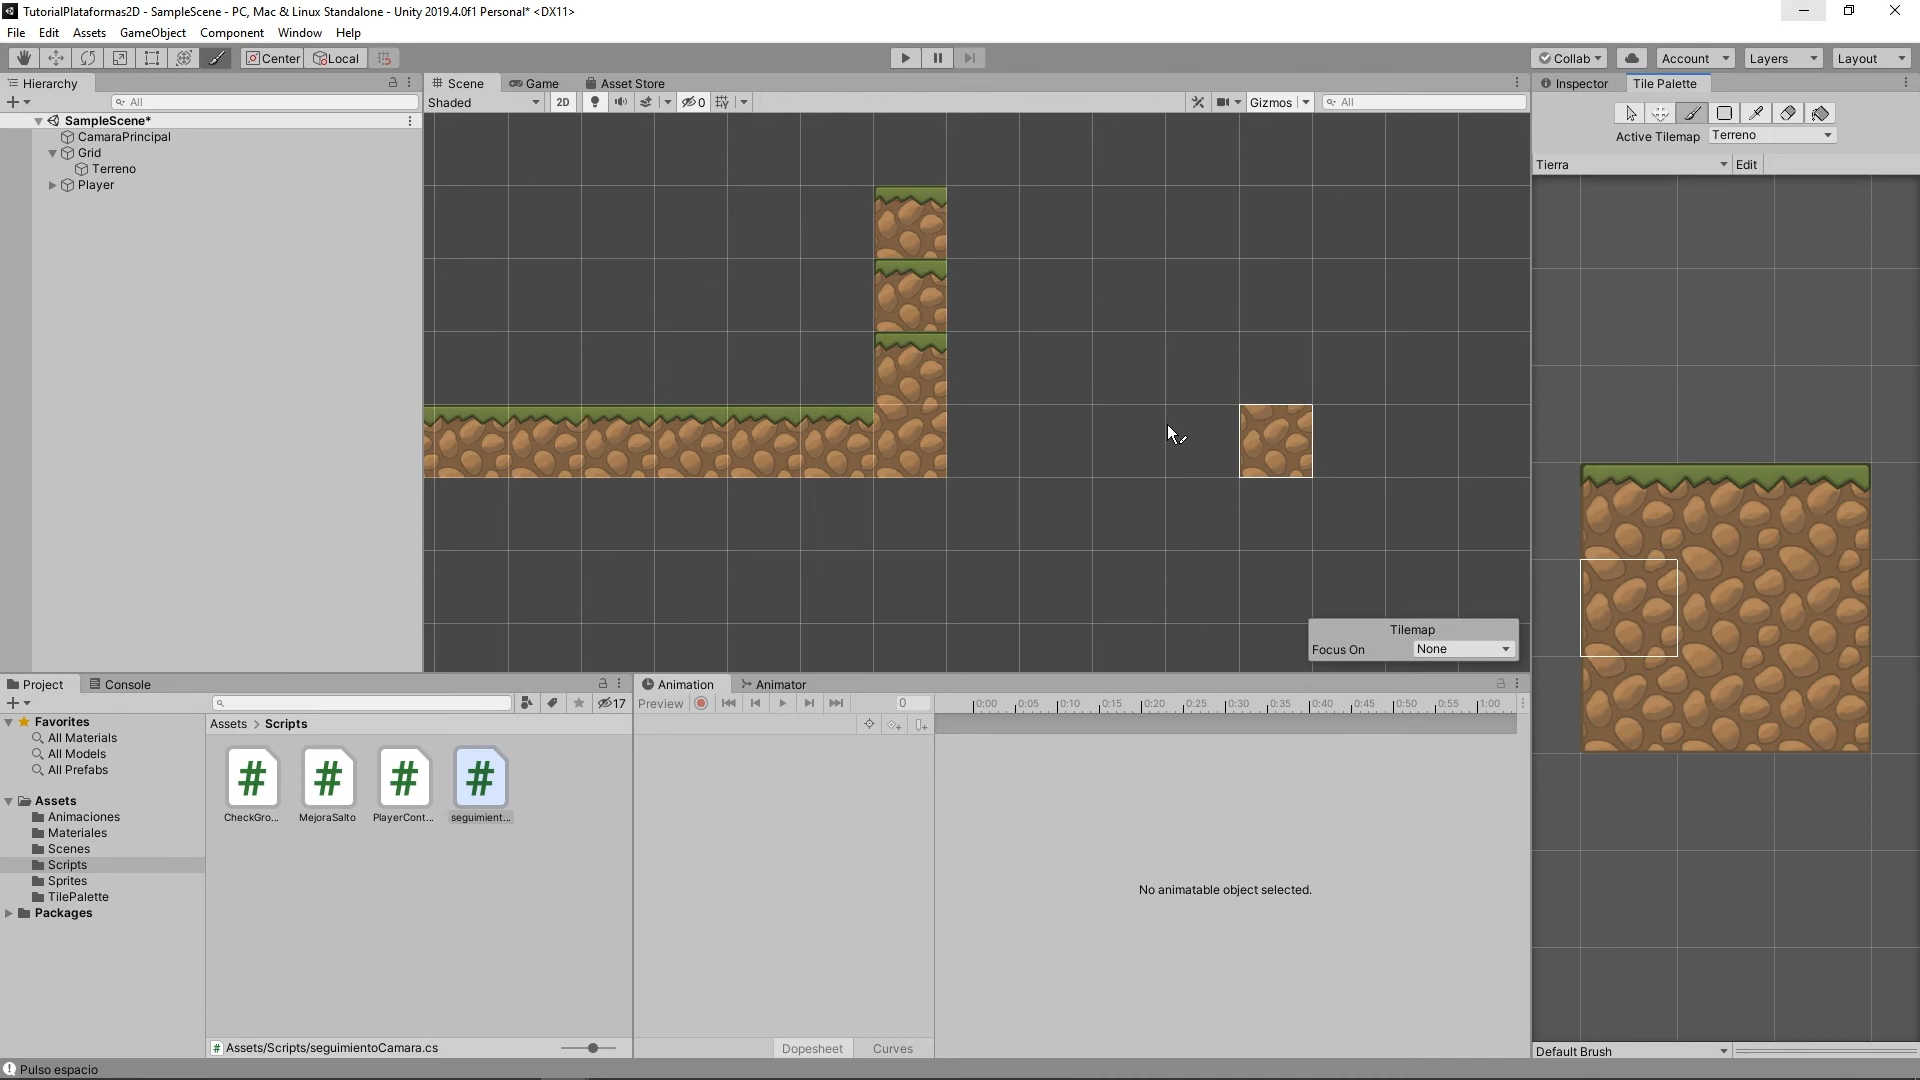 TutorialPlataformas2D - SampleScene - PC, Mac & Linux Standalone - Unity 2019.4.0f1 Personal* <DX11>
File Edit Assets GameObject Component Window Help
Center Local Collab Account Layers Layout
Hierarchy
All
SampleScene*
CamaraPrincipal
Grid
Terreno
Player
Scene Game Asset Store
Shaded 2D 0 Gizmos All
Tilemap
Focus On None
Inspector Tile Palette
Active Tilemap Terreno
Tierra Edit
Default Brush
Project Console
17
Favorites
All Materials
All Models
All Prefabs
Assets
Animaciones
Materiales
Scenes
Scripts
Sprites
TilePalette
Packages
Assets > Scripts
CheckGro... MejoraSalto PlayerCont... seguimient...
Assets/Scripts/seguimientoCamara.cs
Animation Animator
Preview 0
0:00 0:05 0:10 0:15 0:20 0:25 0:30 0:35 0:40 0:45 0:50 0:55 1:00
No animatable object selected.
Dopesheet Curves
Pulso espacio